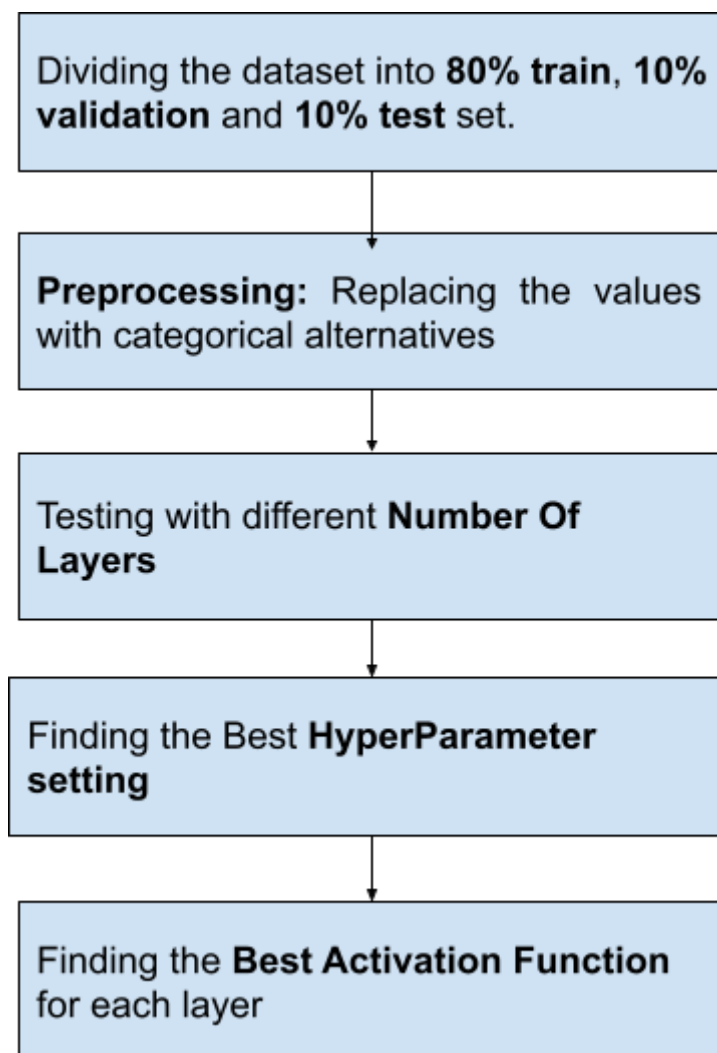 Dividing the dataset into 80% train, 10%
validation and 10% test set.
Preprocessing: Replacing the values
with categorical alternatives
Testing with different Number Of
Layers
Finding the Best HyperParameter
setting
Finding the Best Activation Function
for each layer